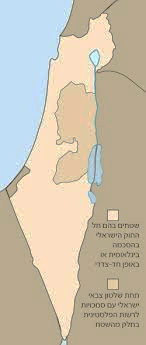 שטחים בהם חל
החוק הישראלי
בהסכמה
בינלאומית או
באופן חד-צדדי
תחת שלטון צבאי
ישראלי עם סמכויות
לרשות הפלסטינית
בחלק מהשטח